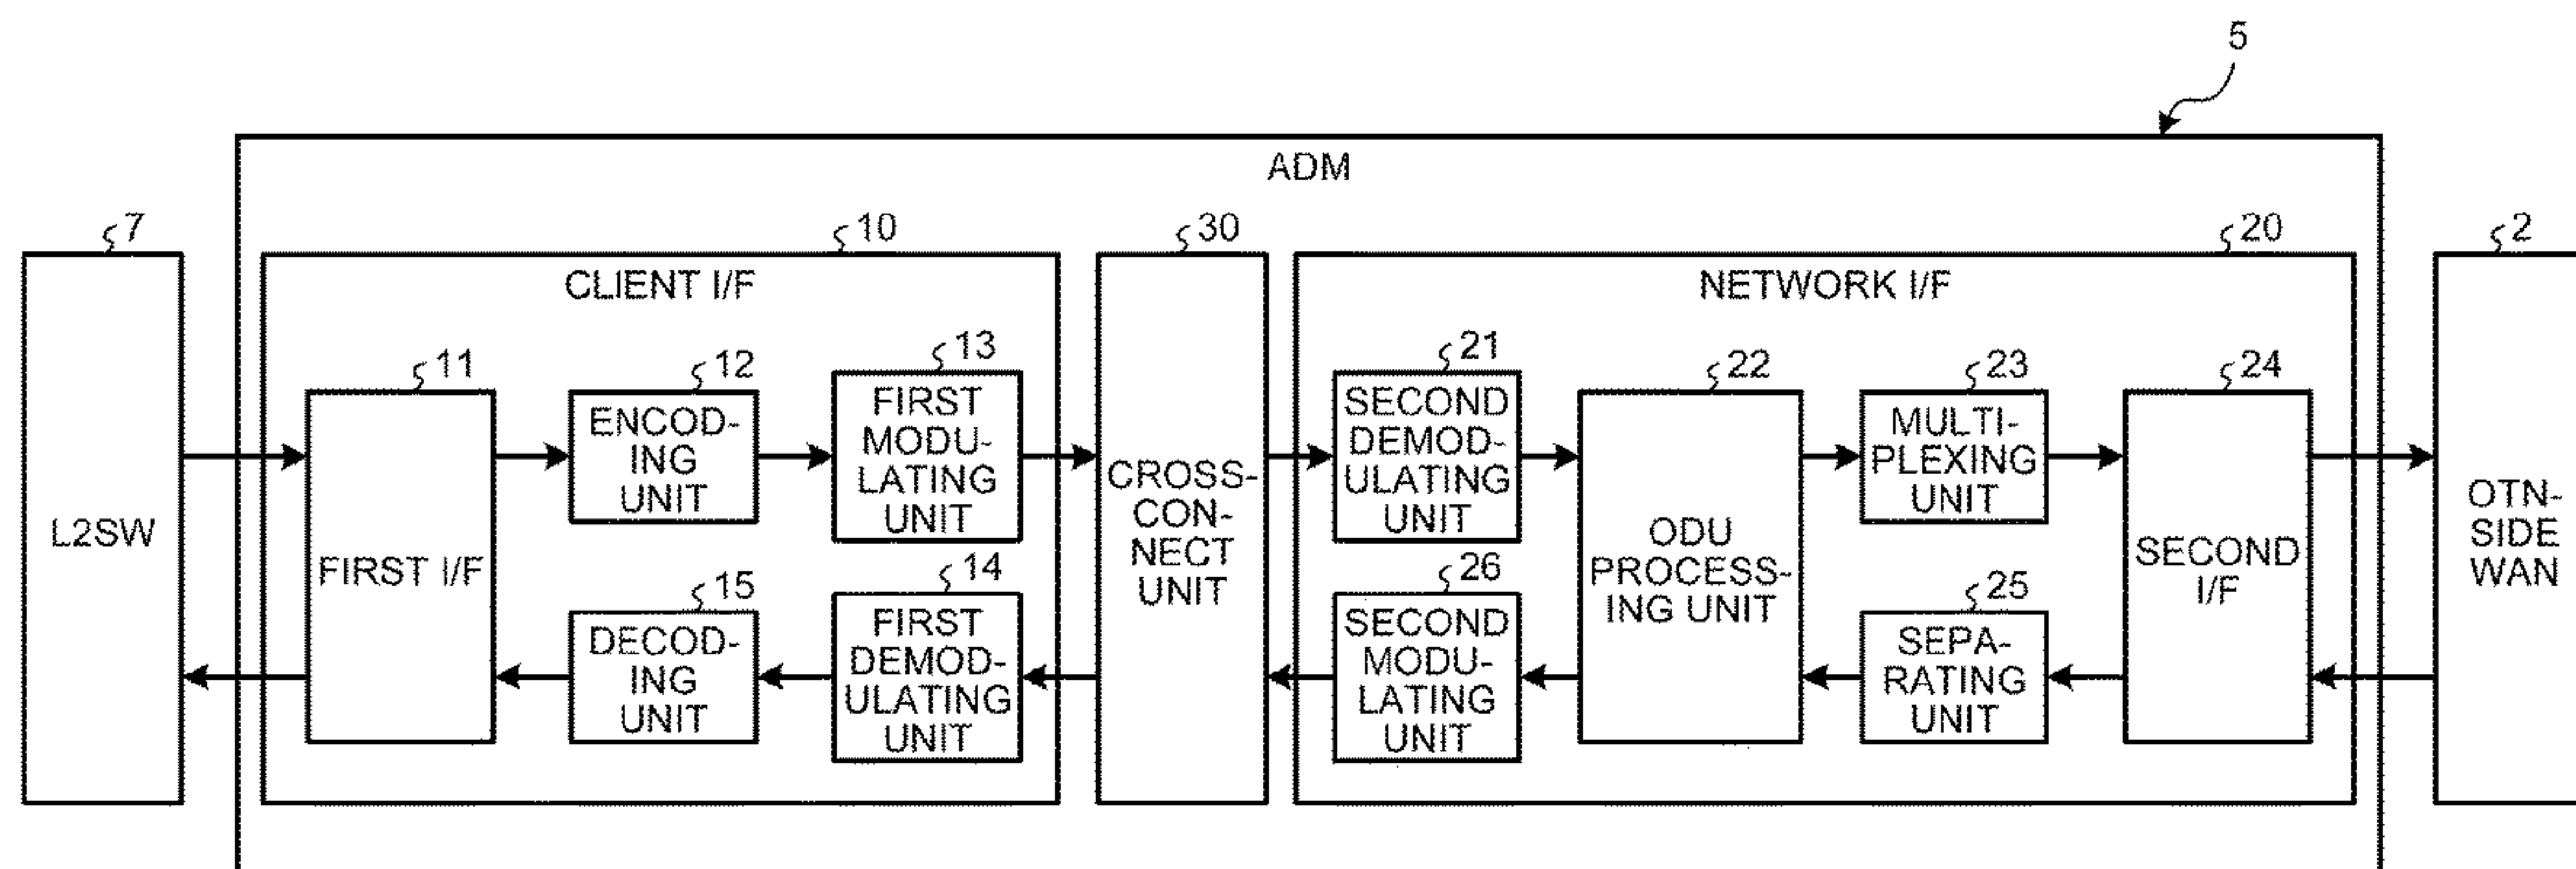 5
ADM
7
10
30
20
2
CLIENT I/F
NETWORK I/F
11
12
13
21
22
23
24
L2SW
FIRST I/F
ENCOD-
ING
UNIT
FIRST
MODU-
LATING
UNIT
CROSS-
CON-
NECT
UNIT
SECOND
DEMOD-
ULATING
UNIT
ODU
PROCESS-
ING UNIT
MULTI-
PLEXING
UNIT
SECOND
I/F
OTN-
SIDE
WAN
15
14
26
25
DECOD-
ING
UNIT
FIRST
DEMOD-
ULATING
UNIT
SECOND
MODU-
LATING
UNIT
SEPA-
RATING
UNIT